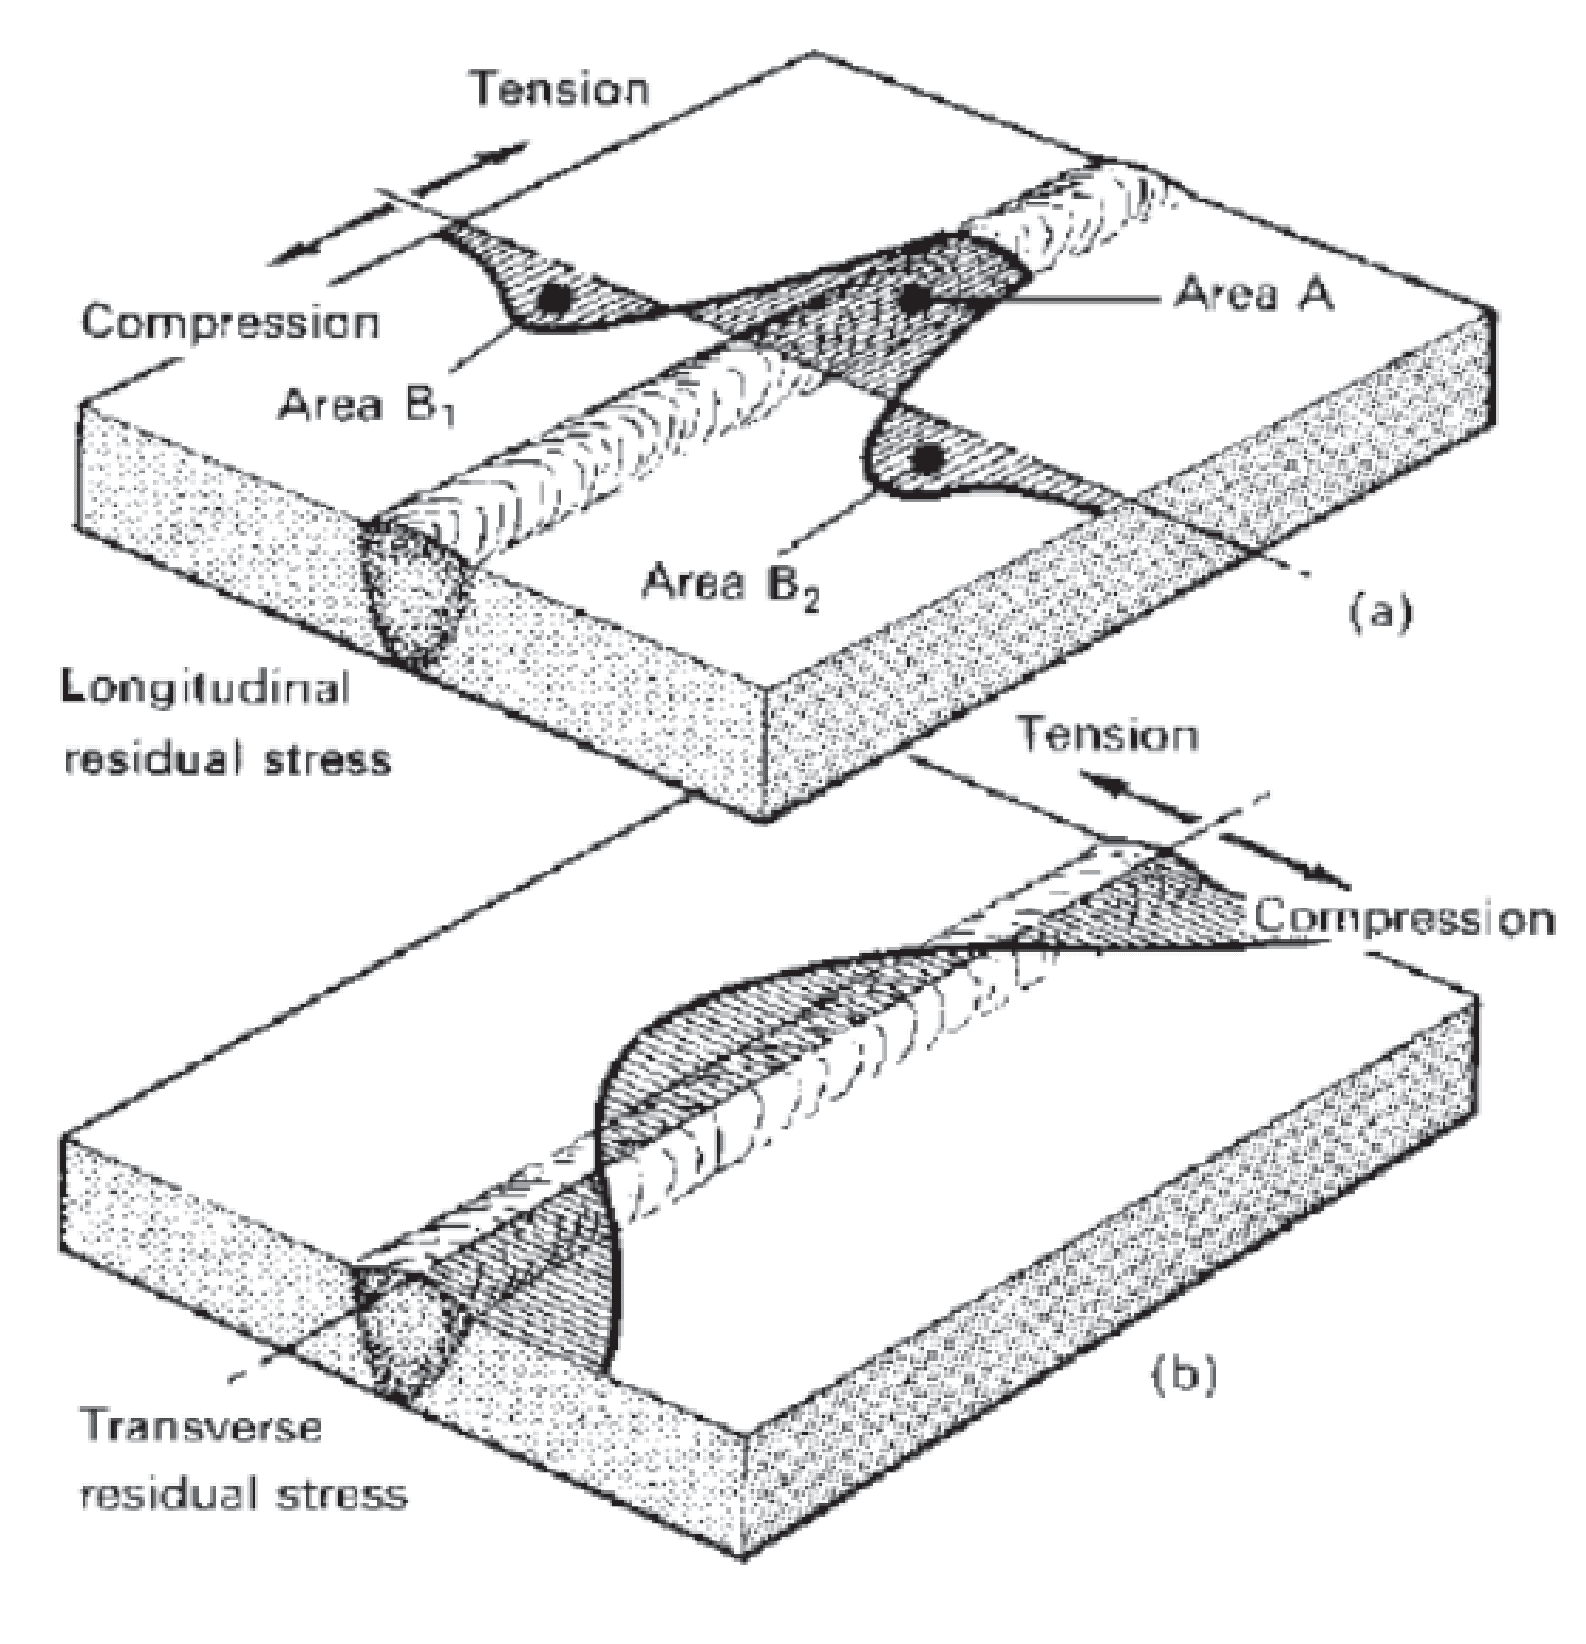 Tension
Compression
Area A
Area B1
Area B2
(a)
Longitudinal
residual stress
Tension
Compression
(b)
Transverse
residual stress